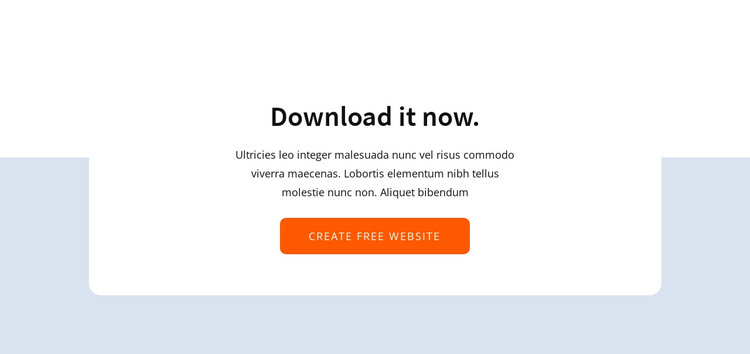 Download it now.
Ultricies leo integer malesuada nunc vel risus commodo
viverra maecenas. Lobortis elementum nibh tellus
molestie nunc non. Aliquet bibendum
CREATE FREE WEBSITE